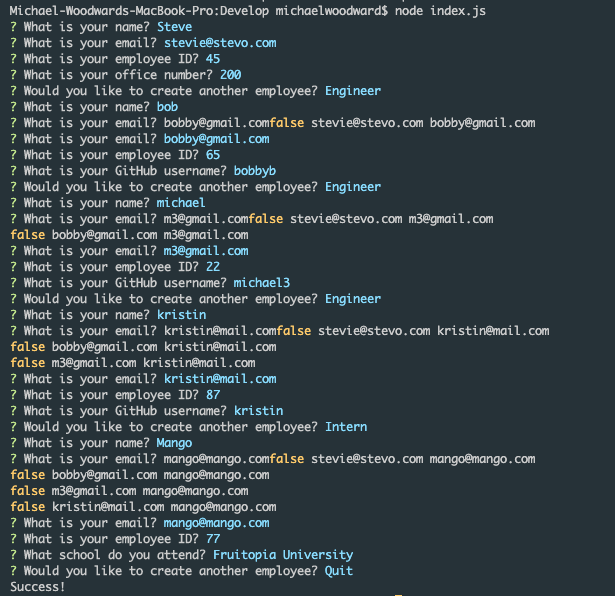 Michael-Woodwards-MacBook-Pro:Develop michaelwoodward$ node index.js
? What is your name? Steve
? What is your email? stevie@stevo.com
? What is your employee ID? 45
? What is your office number? 200
? Would you like to create another employee? Engineer
? What is your name? bob
? What is your email? bobby@gmail.comfalse stevie@stevo.com bobby@gmail.com
? What is your email? bobby@gmail.com
? What is your employee ID? 65
? What is your GitHub username? bobbyb
? Would you like to create another employee? Engineer
? What is your name? michael
? What is your email? m3@gmail.comfalse stevie@stevo.com m3@gmail.com
false bobby@gmail.com m3@gmail.com
? What is your email? m3@gmail.com
? What is your employee ID? 22
? What is your GitHub username? michael3
? Would you like to create another employee? Engineer
? What is your name? kristin
? What is your email? kristin@mail.comfalse stevie@stevo.com kristin@mail.com
false bobby@gmail.com kristin@mail.com
false m3@gmail.com kristin@mail.com
? What is your email? kristin@mail.com
? What is your employee ID? 87
? What is your GitHub username? kristin
? Would you like to create another employee? Intern
? What is your name? Mango
? What is your email? mango@mango.comfalse stevie@stevo.com mango@mango.com
false bobby@gmail.com mango@mango.com
false m3@gmail.com mango@mango.com
false kristin@mail.com mango@mango.com
? What is your email? mango@mango.com
? What is your employee ID? 77
? What school do you attend? Fruitopia University
? Would you like to create another employee? Quit
Success!